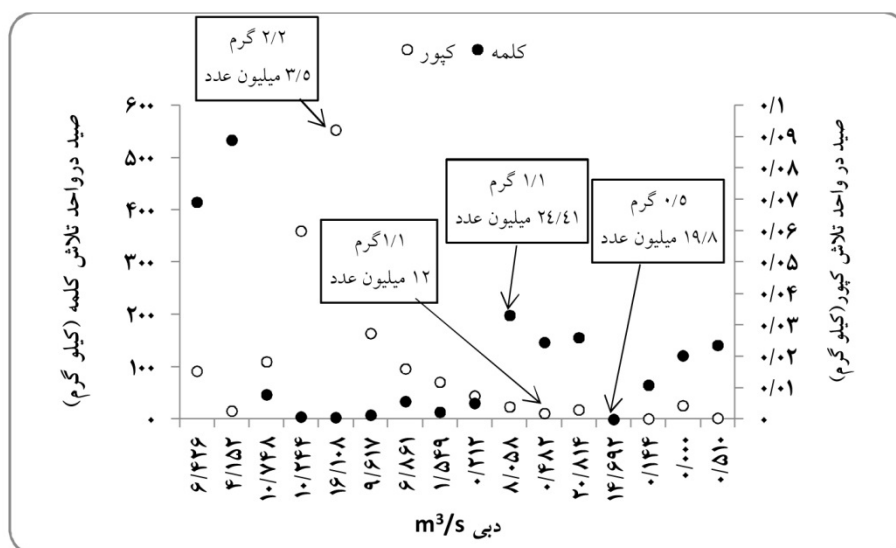 کپور کلمه
۲/۲ گرم
۳/۵ میلیون عدد
۱/۱ گرم
۲۴/۴۱ میلیون عدد
۰/۵ گرم
۱۹/۸ میلیون عدد
۱/۱گرم
۱۲ میلیون عدد
صید در واحد تلاش کلمه (کیلو گرم)
۶۰۰
۵۰۰
۴۰۰
۳۰۰
۲۰۰
۱۰۰
۰
صید در واحد تلاش کپور(کیلو گرم)
۰/۱
۰/۰۹
۰/۰۸
۰/۰۷
۰/۰۶
۰/۰۵
۰/۰۴
۰/۰۳
۰/۰۲
۰/۰۱
۰
۶/۴۲۶
۴/۱۵۲
۱۰/۷۴۸
۱۰/۲۴۴
۱۶/۱۰۸
۹/۶۱۷
۶/۸۶۱
۱/۵۴۹
۰/۲۱۲
۸/۰۵۸
۰/۴۸۲
۲۰/۸۱۴
۱۴/۶۹۲
۰/۱۴۴
۰/۰۰۰
۰/۵۱۰
دبی m³/s